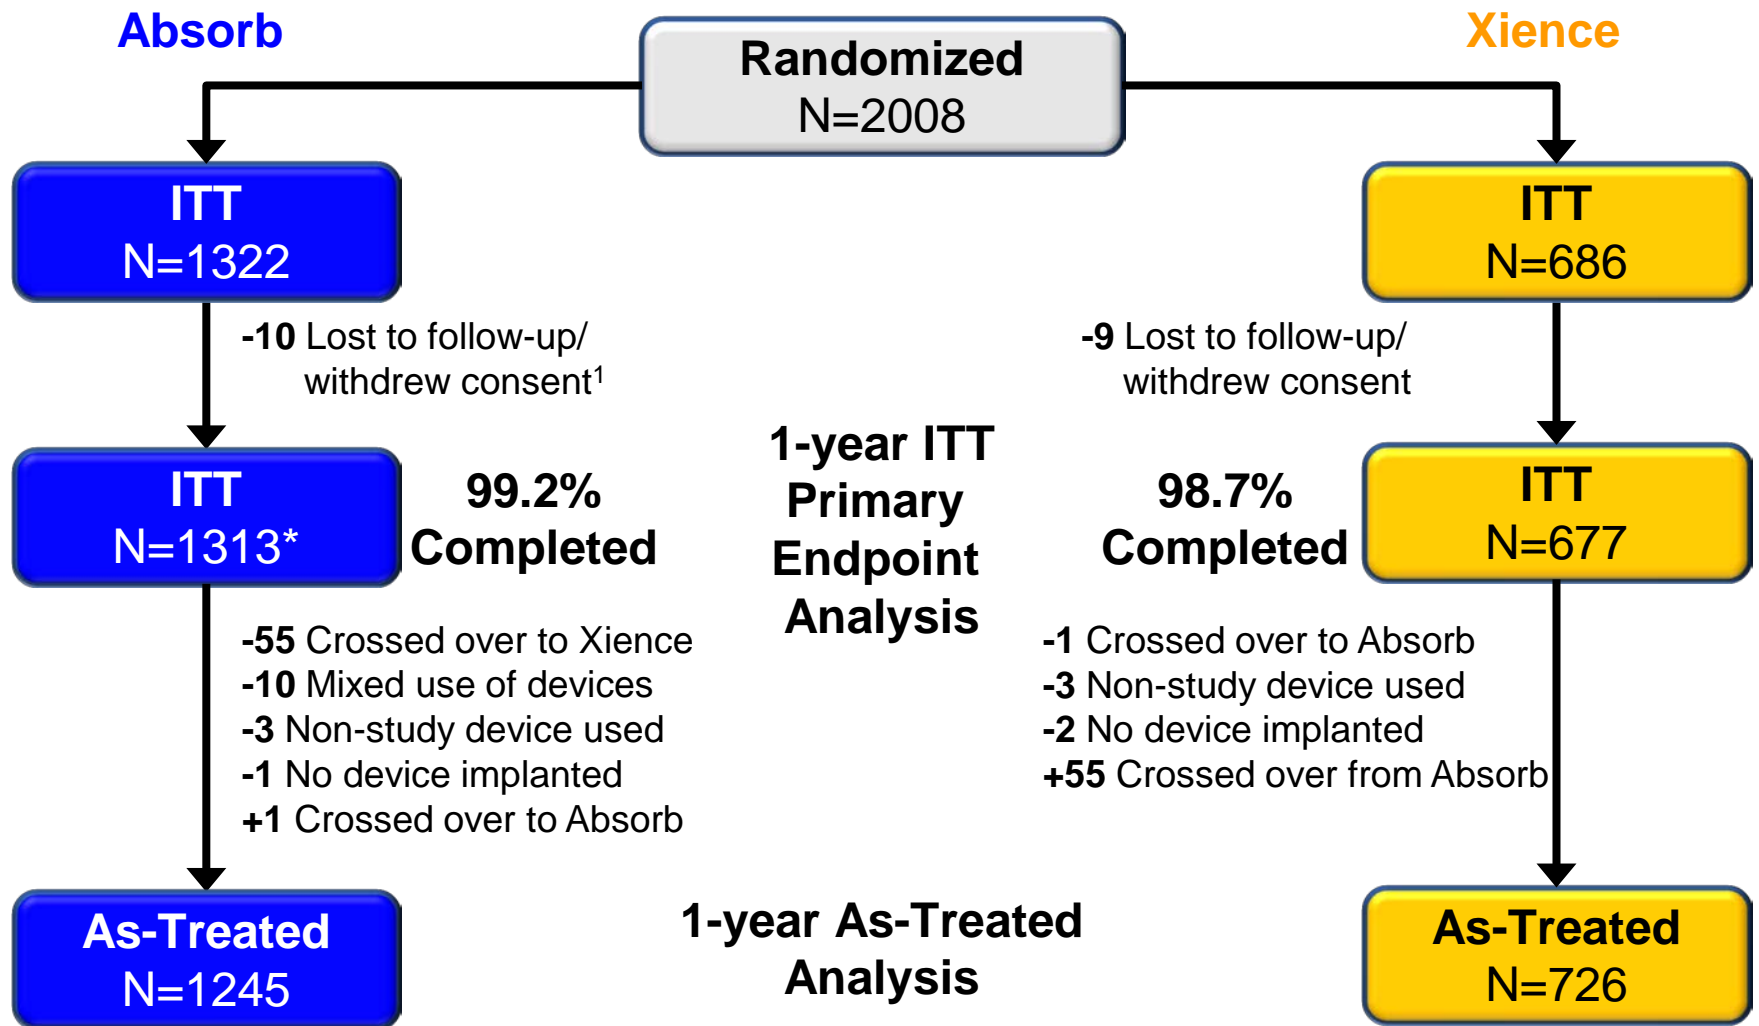 Absorb
Randomized
N=2008
Xience
ITT
N=1322
ITT
N=686
-10 Lost to follow-up/
withdrew consent¹
-9 Lost to follow-up/
withdrew consent
ITT
N=1313*
99.2%
Completed
1-year ITT
Primary
Endpoint
Analysis
98.7%
Completed
ITT
N=677
-55 Crossed over to Xience
-10 Mixed use of devices
-3 Non-study device used
-1 No device implanted
+1 Crossed over to Absorb
-1 Crossed over to Absorb
-3 Non-study device used
-2 No device implanted
+55 Crossed over from Absorb
As-Treated
N=1245
1-year As-Treated
Analysis
As-Treated
N=726